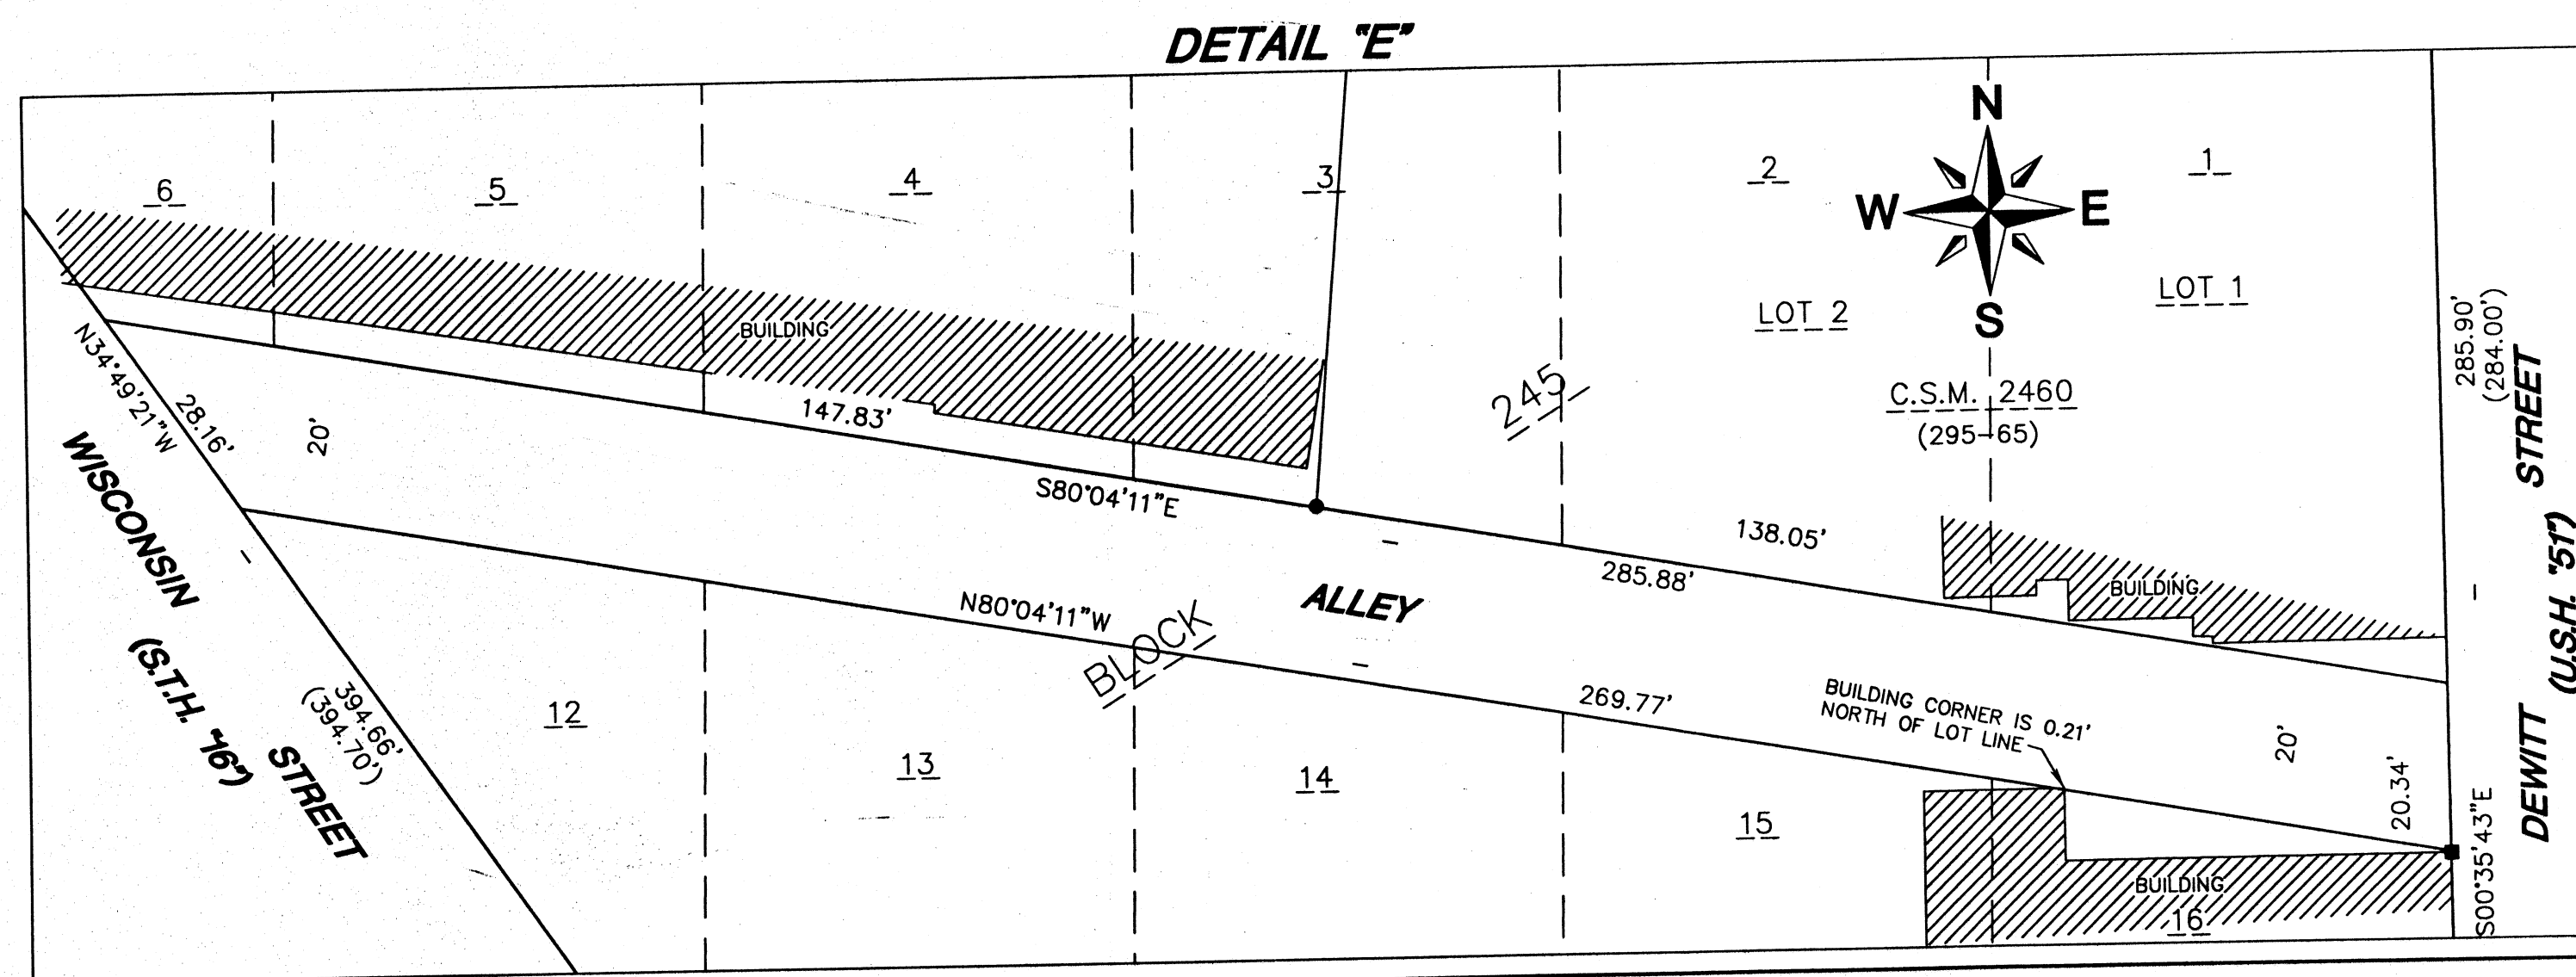 DETAIL "E"
N
W
E
S
6
5
4
3
2
1
LOT 2
LOT 1
C.S.M. 2460
(295-65)
245
BUILDING
147.83'
S80°04'11"E
N34°49'21"W
28.16'
20'
WISCONSIN
(S.T.H. "16")
STREET
394.66'
(394.70')
138.05'
285.88'
ALLEY
N80°04'11"W
BLOCK
269.77'
BUILDING
BUILDING CORNER IS 0.21'
NORTH OF LOT LINE
20'
20.34'
12
13
14
15
BUILDING
16
285.90'
(284.00')
S00°35'43"E
DEWITT STREET
(U.S.H. "51")